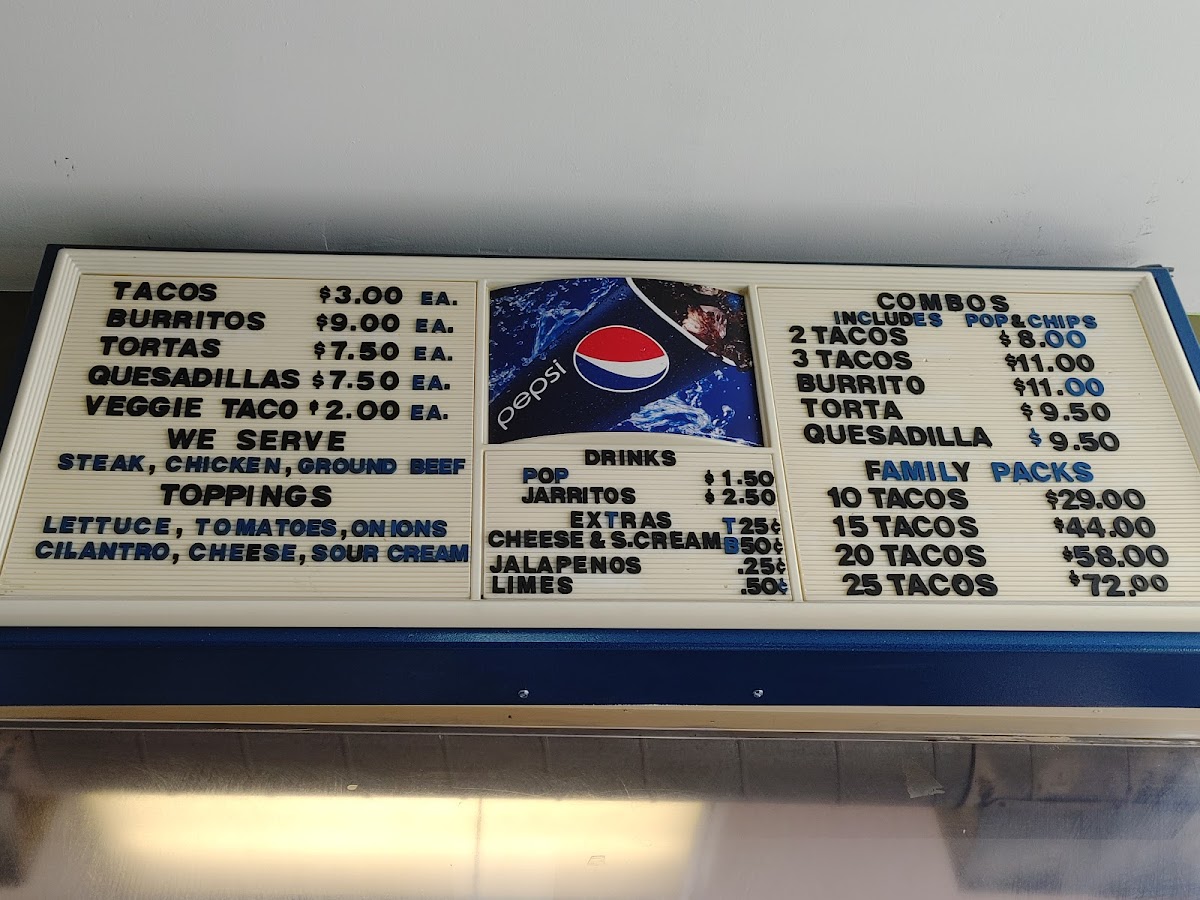 TACOS $3.00 EA.
BURRITOS $9.00 EA.
TORTAS $7.50 EA.
QUESADILLAS $7.50 EA.
VEGGIE TACO $2.00 EA.
WE SERVE
STEAK, CHICKEN, GROUND BEEF
TOPPINGS
LETTUCE, TOMATOES, ONIONS
CILANTRO, CHEESE, SOUR CREAM
pepsi
DRINKS
POP $1.50
JARRITOS $2.50
EXTRAS T 25¢
CHEESE & S.CREAM B 50¢
JALAPENOS .25¢
LIMES .50¢
COMBOS
INCLUDES POP&CHIPS
2 TACOS $8.00
3 TACOS $11.00
BURRITO $11.00
TORTA $9.50
QUESADILLA $9.50
FAMILY PACKS
10 TACOS $29.00
15 TACOS $44.00
20 TACOS $58.00
25 TACOS $72.00